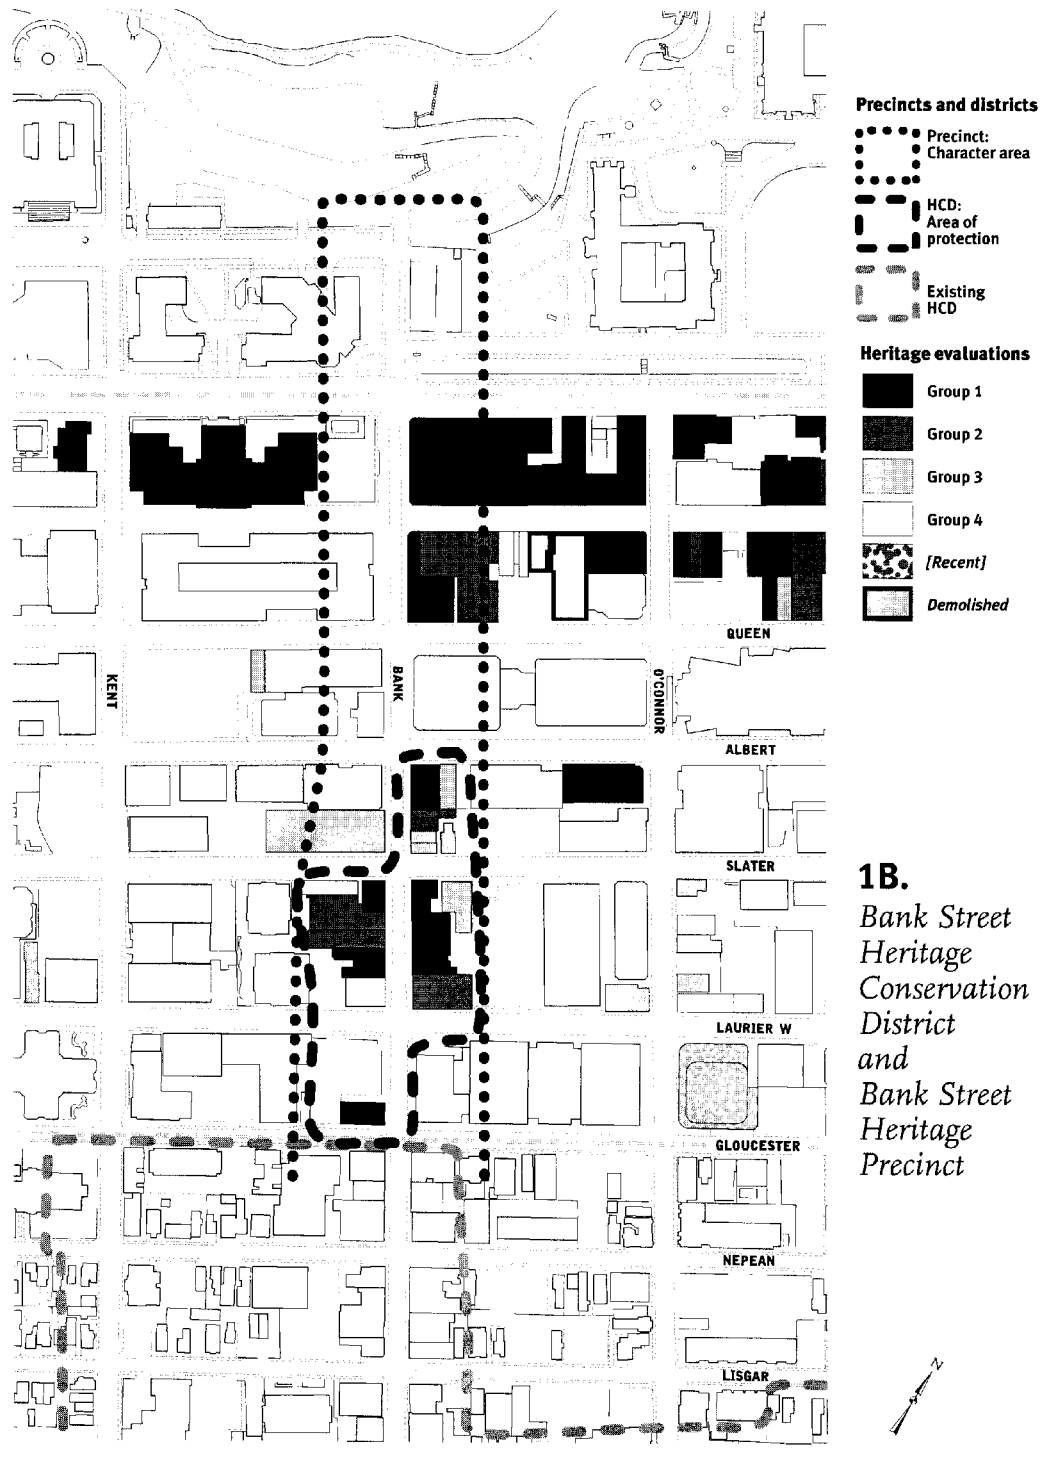 Precincts and districts
Precinct:
Character area
HCD:
Area of
protection
Existing
HCD
Heritage evaluations
Group 1
Group 2
Group 3
Group 4
[Recent]
Demolished
QUEEN
KENT
BANK
O'CONNOR
ALBERT
SLATER
LAURIER W
GLOUCESTER
NEPEAN
LISGAR
1B.
Bank Street
Heritage
Conservation
District
and
Bank Street
Heritage
Precinct
N